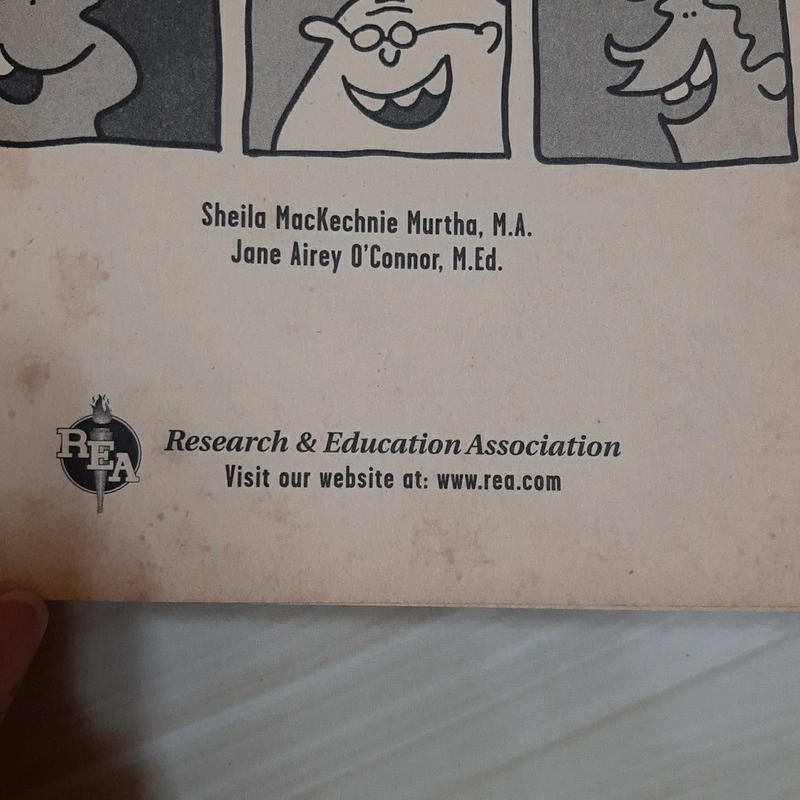 Sheila MacKechnie Murtha, M.A.
Jane Airey O'Connor, M.Ed.
REA
Research & Education Association
Visit our website at: www.rea.com